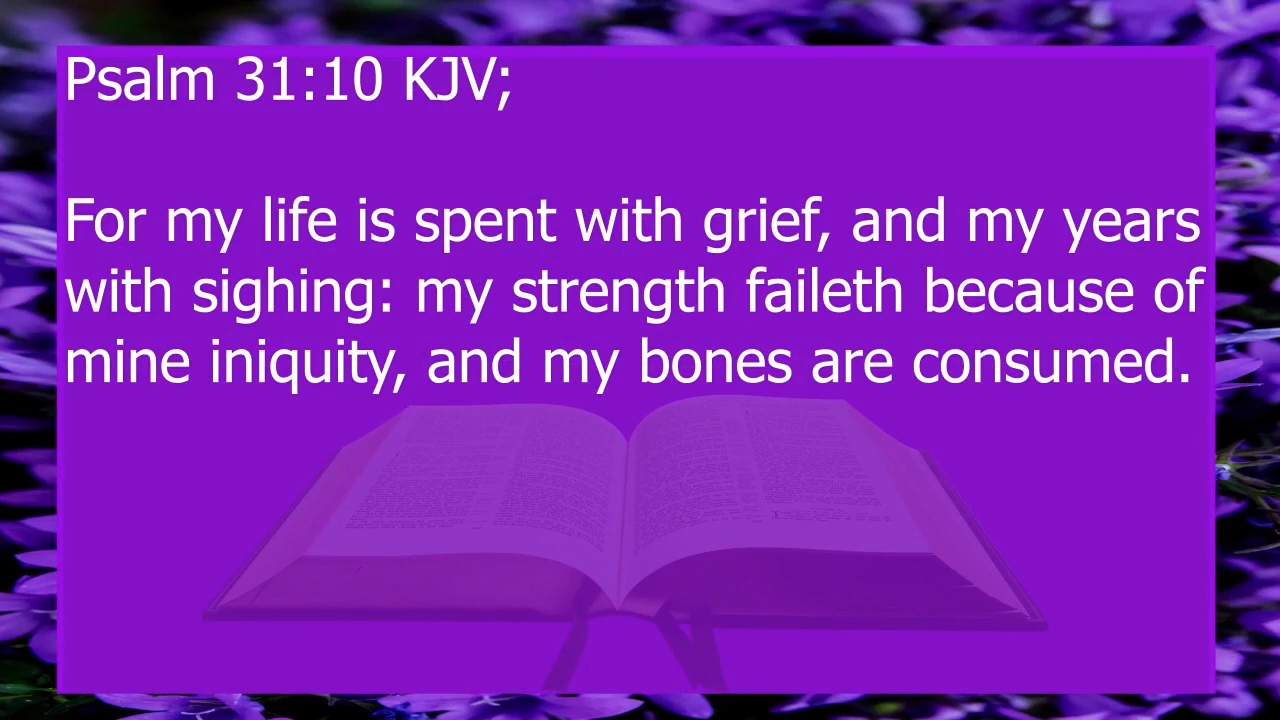 Psalm 31:10 KJV;
For my life is spent with grief, and my years
with sighing: my strength faileth because of
mine iniquity, and my bones are consumed.